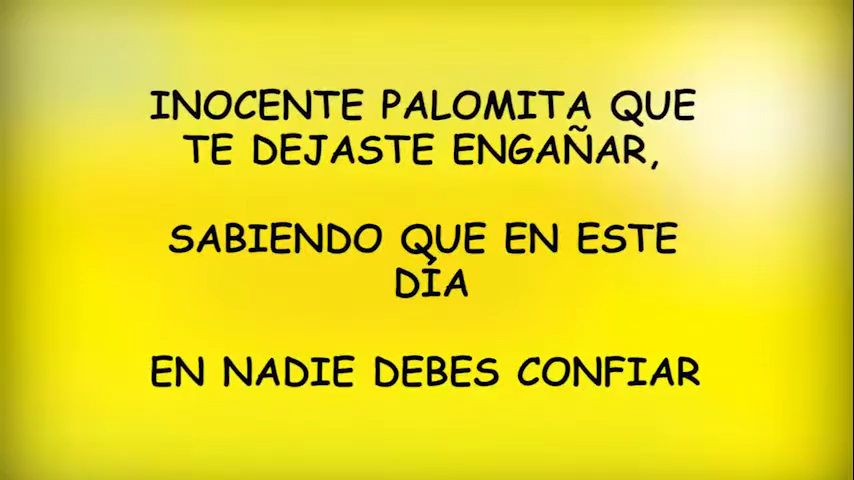 INOCENTE PALOMITA QUE
TE DEJASTE ENGAÑAR,
SABIENDO QUE EN ESTE
DÍA
EN NADIE DEBES CONFIAR